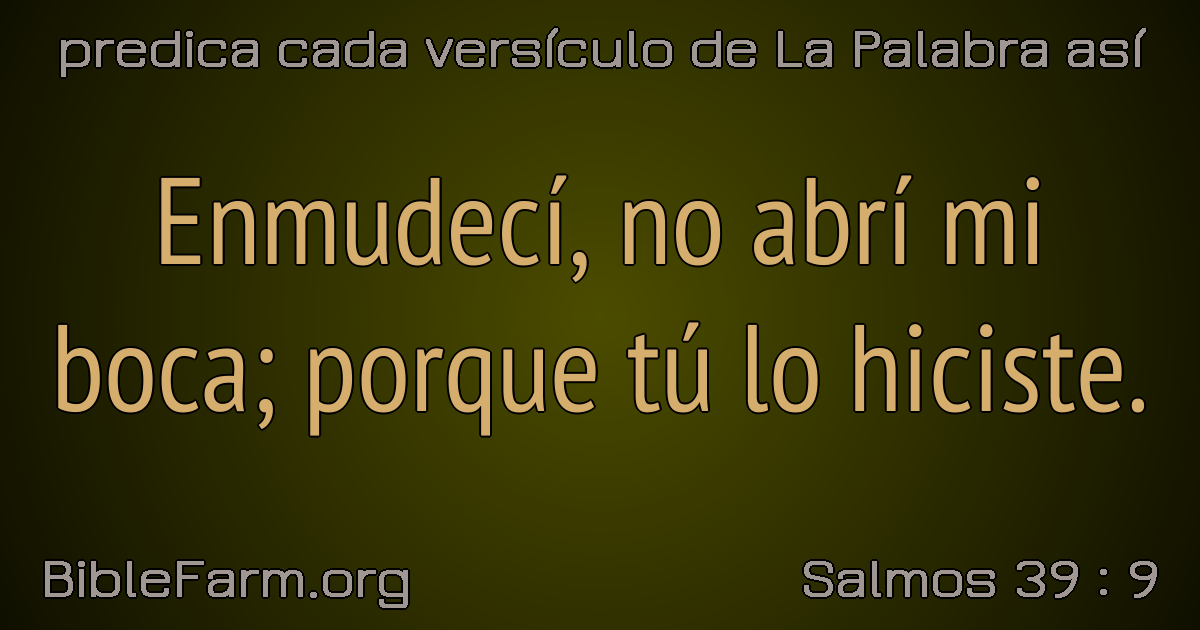 predica cada versículo de La Palabra así
Enmudecí, no abrí mi
boca; porque tú lo hiciste.
BibleFarm.org
Salmos 39 : 9